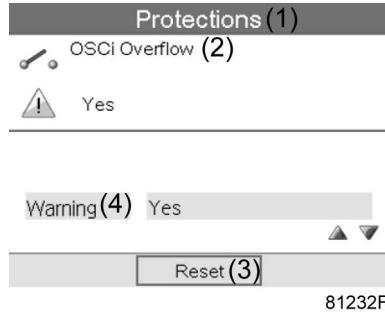 Protections (1)
OSCi Overflow (2)
Yes
Warning (4) Yes
Reset (3)
81232F